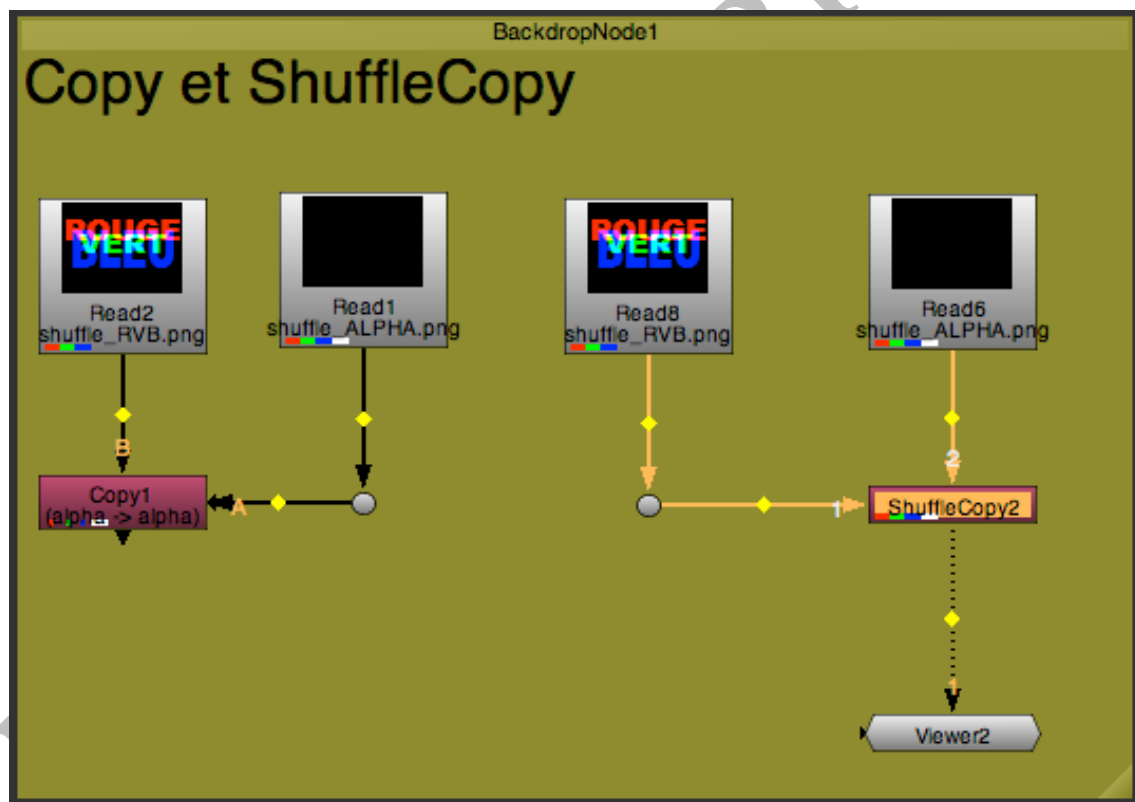 BackdropNode1
Copy et ShuffleCopy
ROUGE
VERT
BLEU
Read2
shuffle_RVB.png
Read1
shuffle_ALPHA.png
ROUGE
VERT
BLEU
Read8
shuffle_RVB.png
Read6
shuffle_ALPHA.png
B
2
Copy1
(alpha -> alpha)
A
1
ShuffleCopy2
1
Viewer2